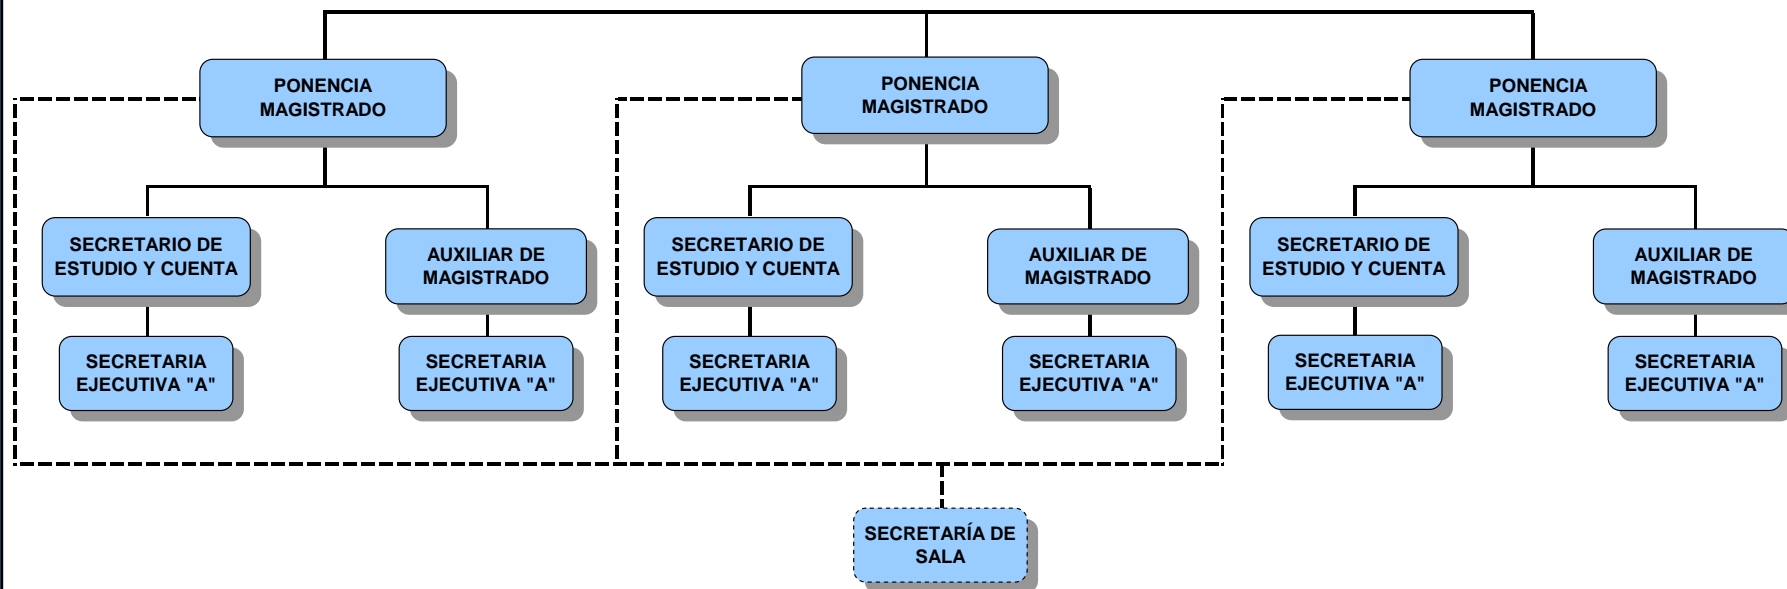 PONENCIA
MAGISTRADO
PONENCIA
MAGISTRADO
PONENCIA
MAGISTRADO
SECRETARIO DE
ESTUDIO Y CUENTA
AUXILIAR DE
MAGISTRADO
SECRETARIO DE
ESTUDIO Y CUENTA
AUXILIAR DE
MAGISTRADO
SECRETARIO DE
ESTUDIO Y CUENTA
AUXILIAR DE
MAGISTRADO
SECRETARIA
EJECUTIVA "A"
SECRETARIA
EJECUTIVA "A"
SECRETARIA
EJECUTIVA "A"
SECRETARIA
EJECUTIVA "A"
SECRETARIA
EJECUTIVA "A"
SECRETARIA
EJECUTIVA "A"
SECRETARÍA DE
SALA